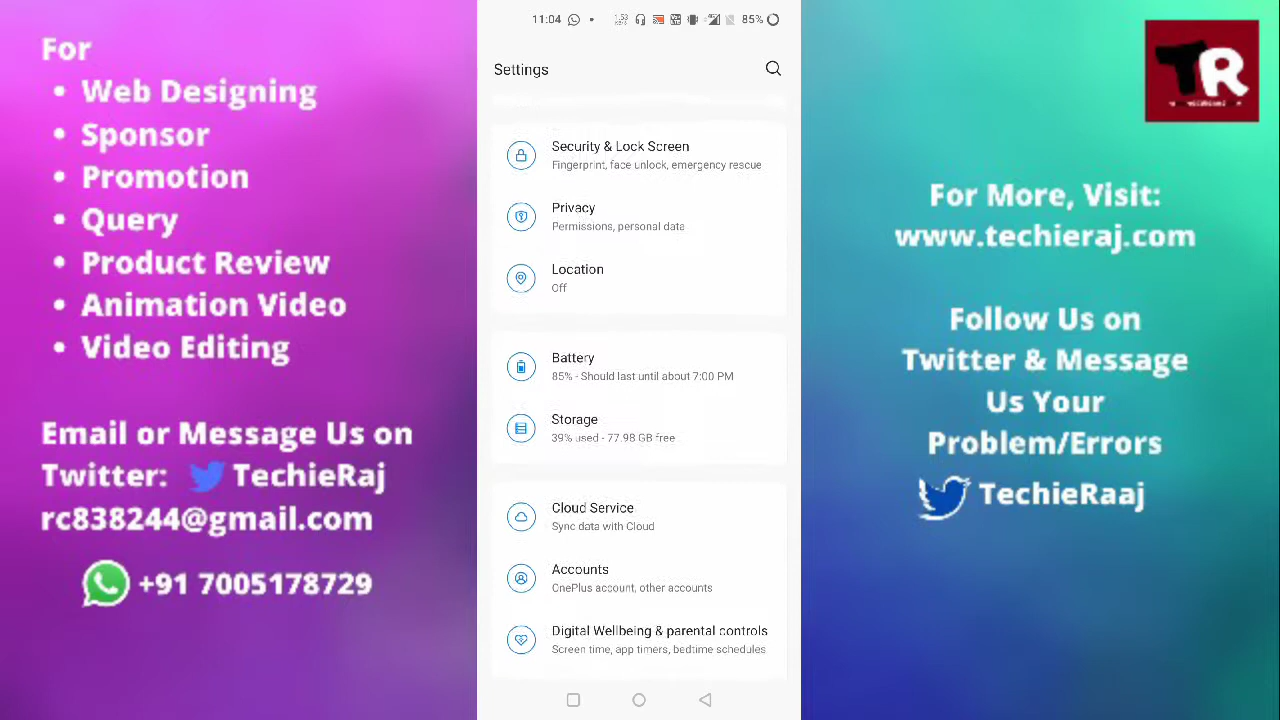 For
• Web Designing
• Sponsor
• Promotion
• Query
• Product Review
• Animation Video
• Video Editing
Email or Message Us on
Twitter: TechieRaj
rc838244@gmail.com
+91 7005178729
11:04
85%
Settings
Security & Lock Screen
Fingerprint, face unlock, emergency rescue
Privacy
Permissions, personal data
Location
Off
Battery
85% - Should last until about 7:00 PM
Storage
39% used - 77.98 GB free
Cloud Service
Sync data with Cloud
Accounts
OnePlus account, other accounts
Digital Wellbeing & parental controls
Screen time, app timers, bedtime schedules
TR
For More, Visit:
www.techieraj.com
Follow Us on
Twitter & Message
Us Your
Problem/Errors
TechieRaaj